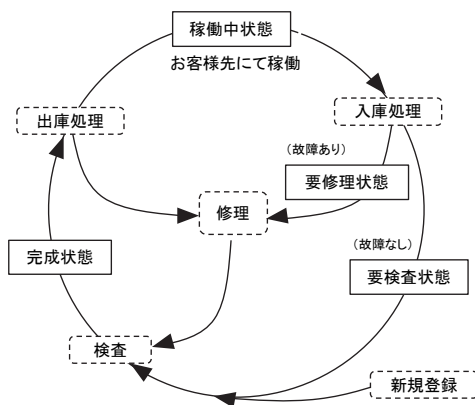 稼働中状態
お客様先にて稼働
出庫処理
入庫処理
(故障あり)
要修理状態
修理
(故障なし)
完成状態
要検査状態
検査
新規登録